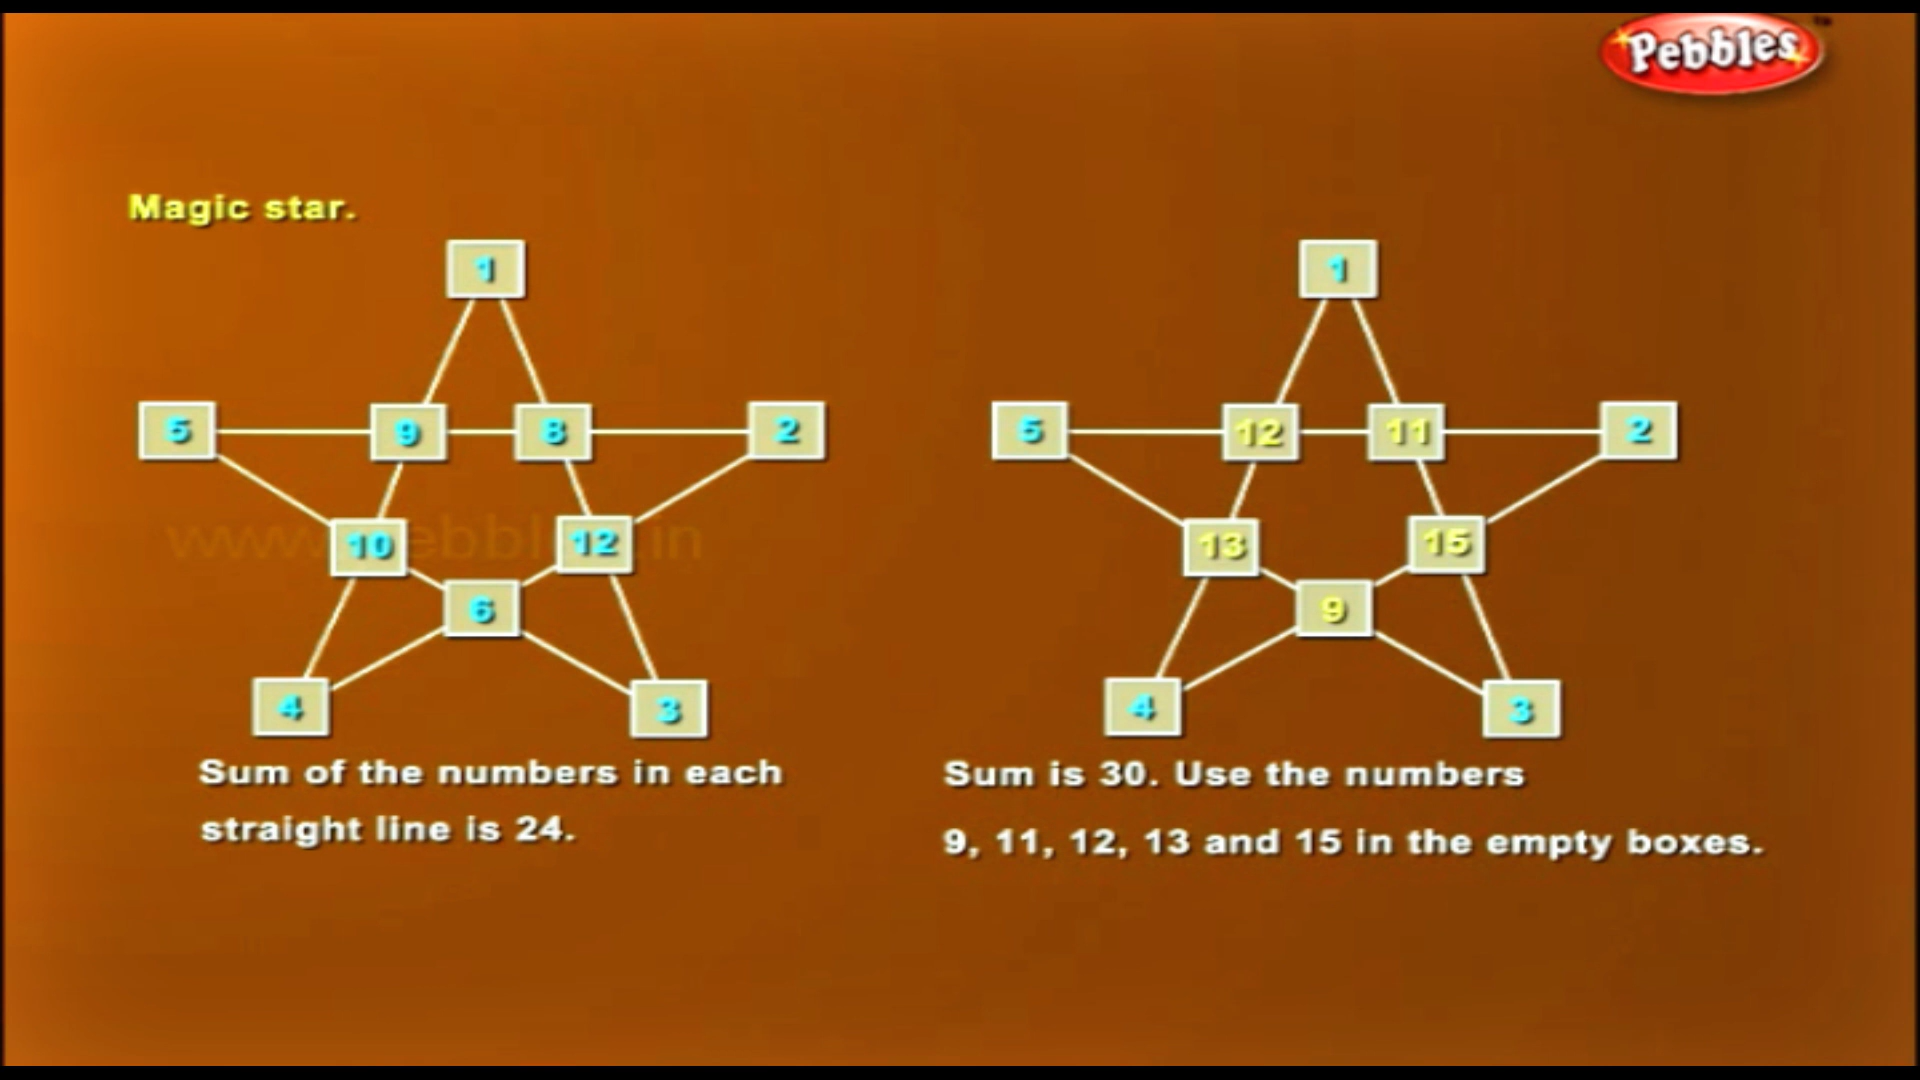 Pebbles
Magic star.
1
1
5 9 8 2
5 12 11 2
10 12
13 15
6
9
4 3
4 3
Sum of the numbers in each
straight line is 24.
Sum is 30. Use the numbers
9, 11, 12, 13 and 15 in the empty boxes.